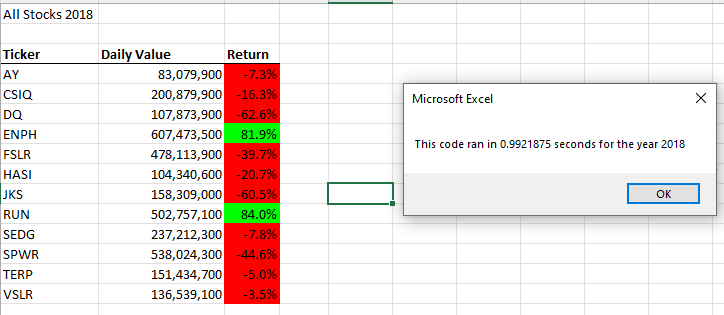 All Stocks 2018
Ticker Daily Value Return
AY 83,079,900 -7.3%
CSIQ 200,879,900 -16.3%
DQ 107,873,900 -62.6%
ENPH 607,473,500 81.9%
FSLR 478,113,900 -39.7%
HASI 104,340,600 -20.7%
JKS 158,309,000 -60.5%
RUN 502,757,100 84.0%
SEDG 237,212,300 -7.8%
SPWR 538,024,300 -44.6%
TERP 151,434,700 -5.0%
VSLR 136,539,100 -3.5%
Microsoft Excel
This code ran in 0.9921875 seconds for the year 2018
OK